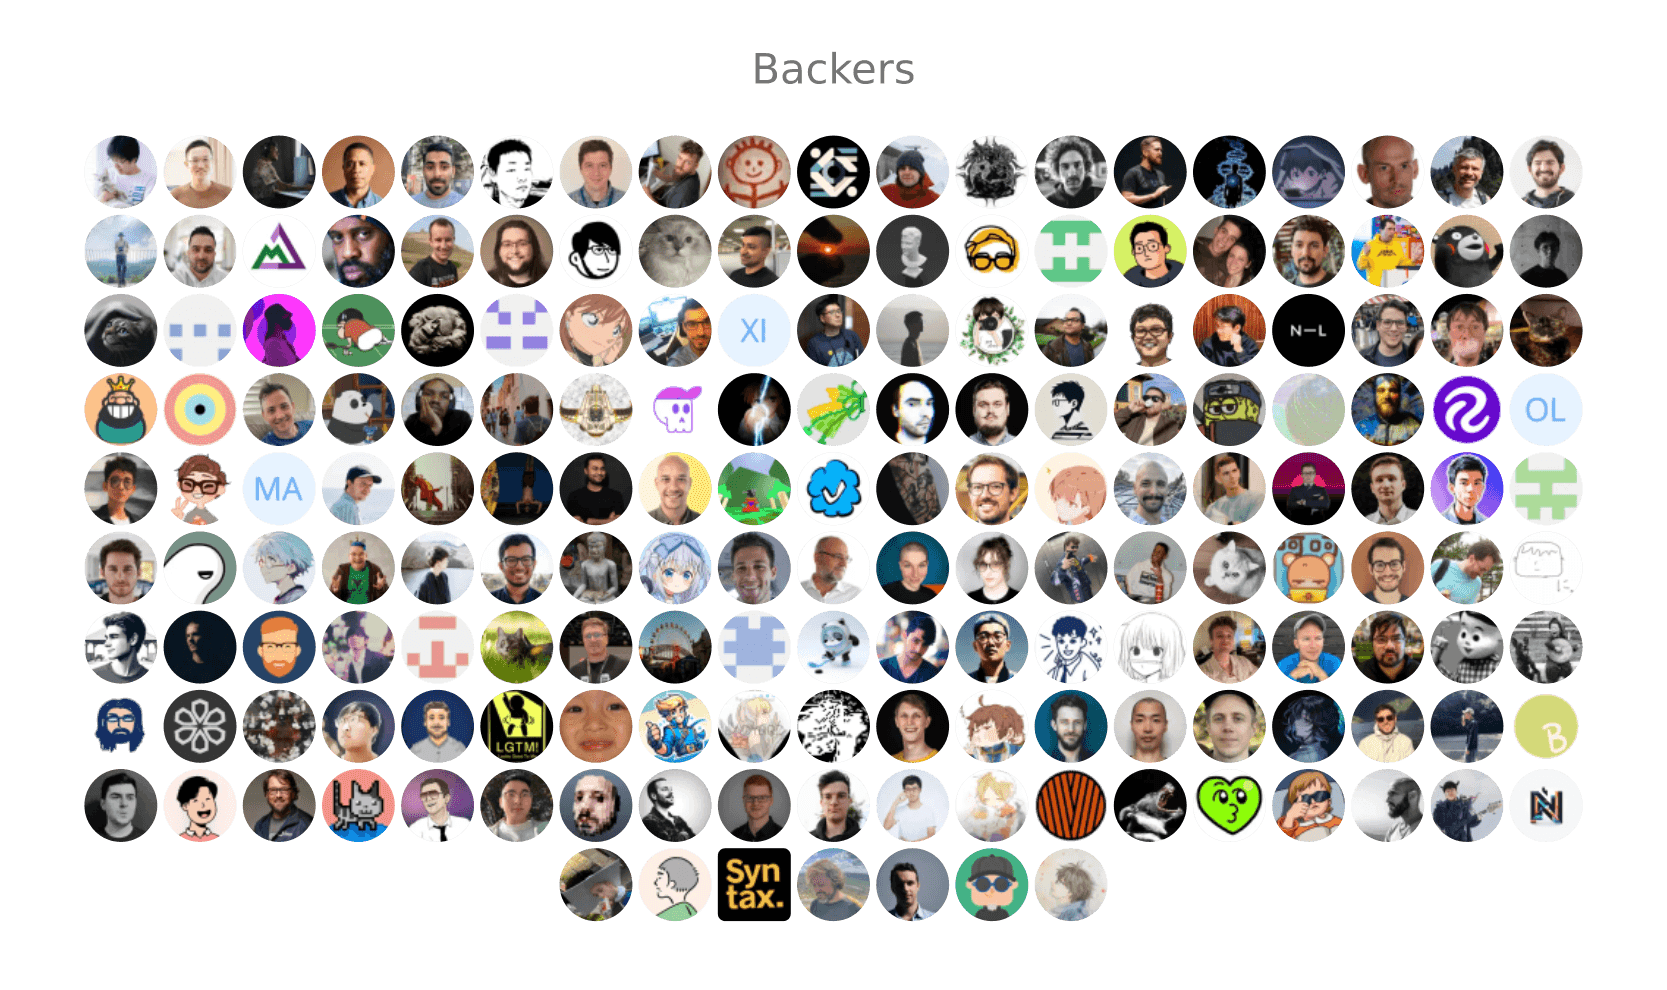 Backers
XI
N—L
OL
MA
LGTM!
B
N
Syn
tax.